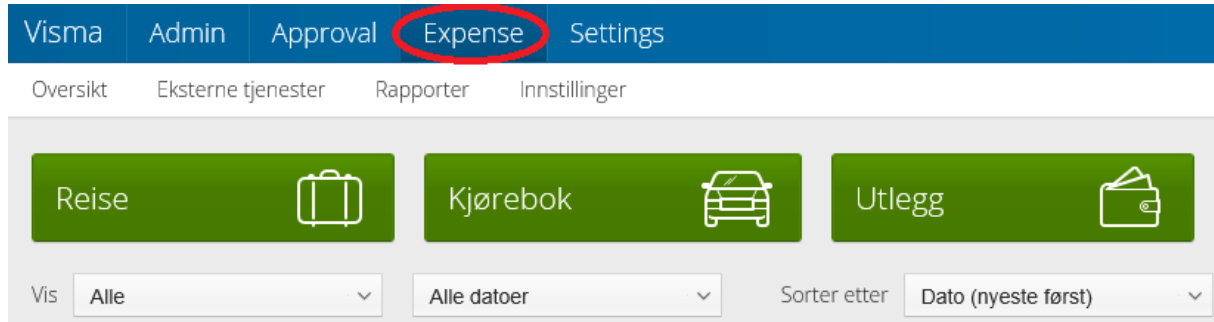 Visma Admin Approval Expense Settings
Oversikt Eksterne tjenester Rapporter Innstillinger
Reise Kjørebok Utlegg
Vis Alle Alle datoer Sorter etter Dato (nyeste først)